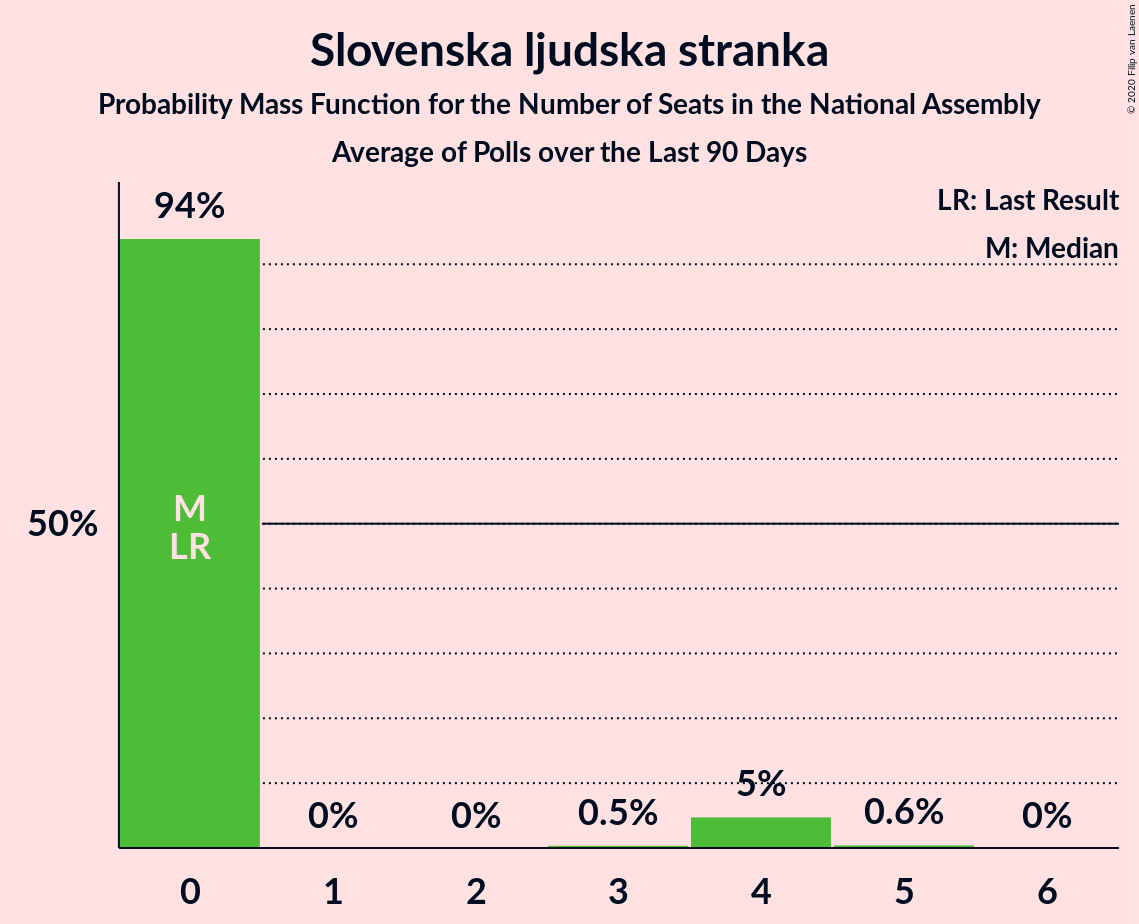 Slovenska ljudska stranka
Probability Mass Function for the Number of Seats in the National Assembly
Average of Polls over the Last 90 Days
© 2020 Filip van Laenen
LR: Last Result
M: Median
94%
M
LR
50%
0%
0%
0.5%
5%
0.6%
0%
0
1
2
3
4
5
6